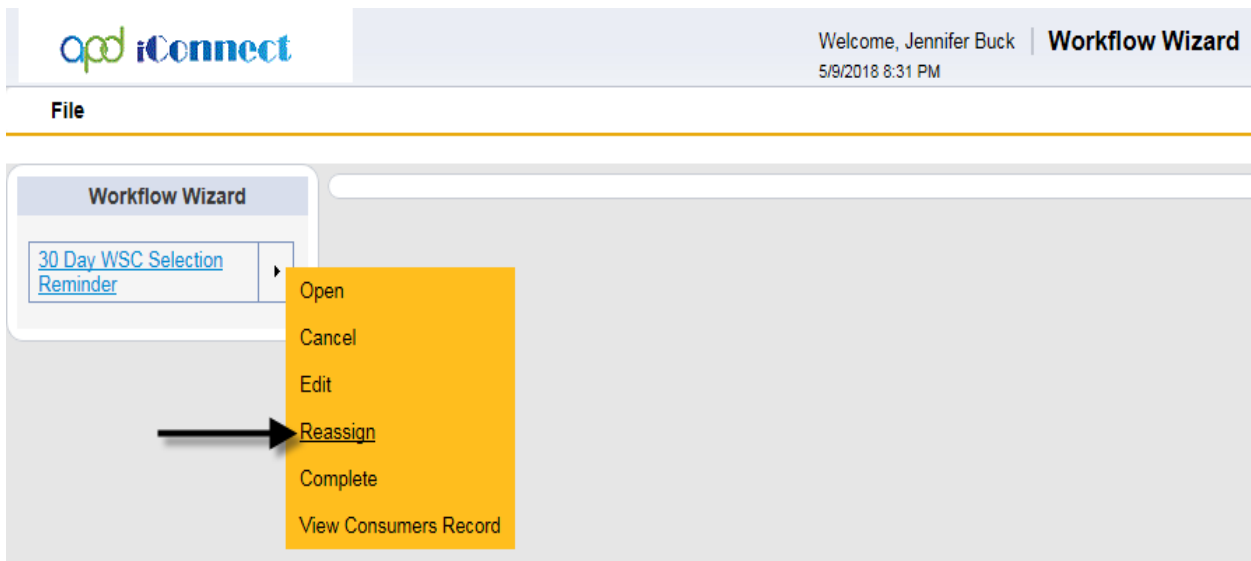 apd iConnect
Welcome, Jennifer Buck | Workflow Wizard
5/9/2018 8:31 PM
File
Workflow Wizard
30 Day WSC Selection
Reminder
Open
Cancel
Edit
Reassign
Complete
View Consumers Record